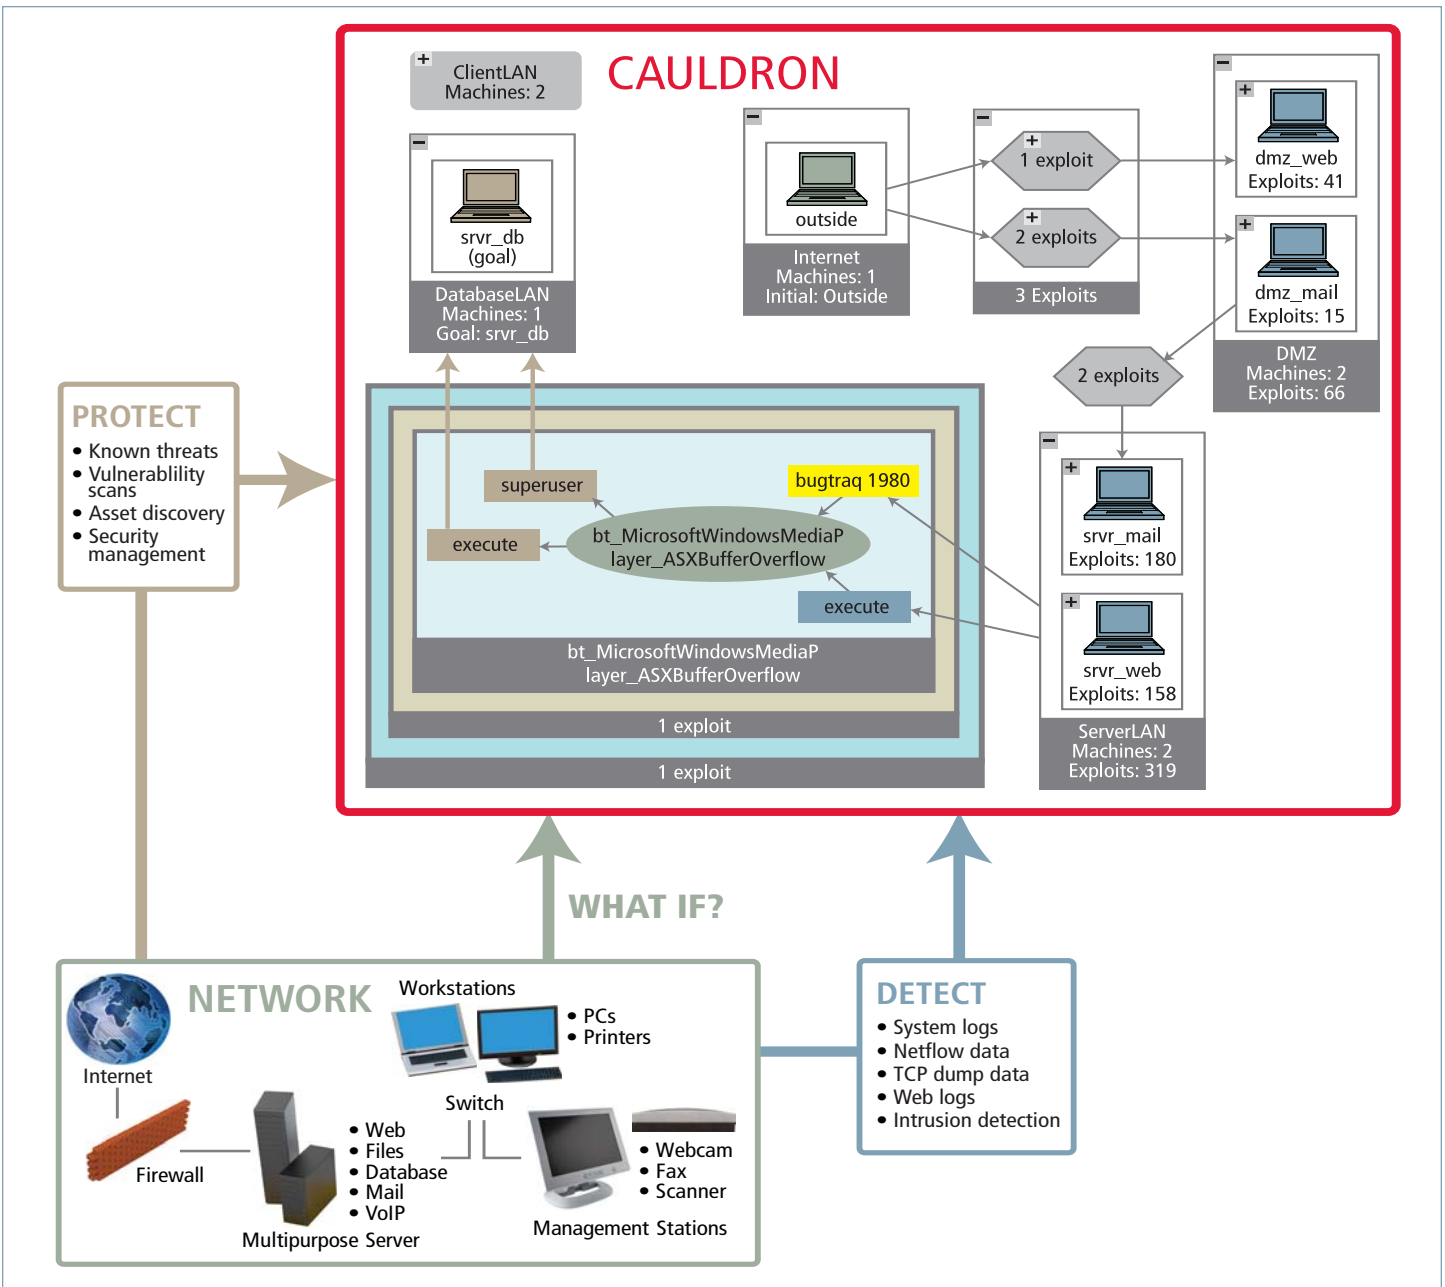 CAULDRON
ClientLAN
Machines: 2
srvr_db
(goal)
DatabaseLAN
Machines: 1
Goal: srvr_db
outside
Internet
Machines: 1
Initial: Outside
1 exploit
2 exploits
3 Exploits
dmz_web
Exploits: 41
dmz_mail
Exploits: 15
DMZ
Machines: 2
Exploits: 66
2 exploits
srvr_mail
Exploits: 180
srvr_web
Exploits: 158
ServerLAN
Machines: 2
Exploits: 319
superuser
bugtraq 1980
execute
bt_MicrosoftWindowsMediaP
layer_ASXBufferOverflow
execute
bt_MicrosoftWindowsMediaP
layer_ASXBufferOverflow
1 exploit
1 exploit
PROTECT
• Known threats
• Vulnerablility
scans
• Asset discovery
• Security
management
WHAT IF?
NETWORK
Internet
Firewall
Workstations
• PCs
• Printers
Switch
• Web
• Files
• Database
• Mail
• VoIP
Multipurpose Server
• Webcam
• Fax
• Scanner
Management Stations
DETECT
• System logs
• Netflow data
• TCP dump data
• Web logs
• Intrusion detection